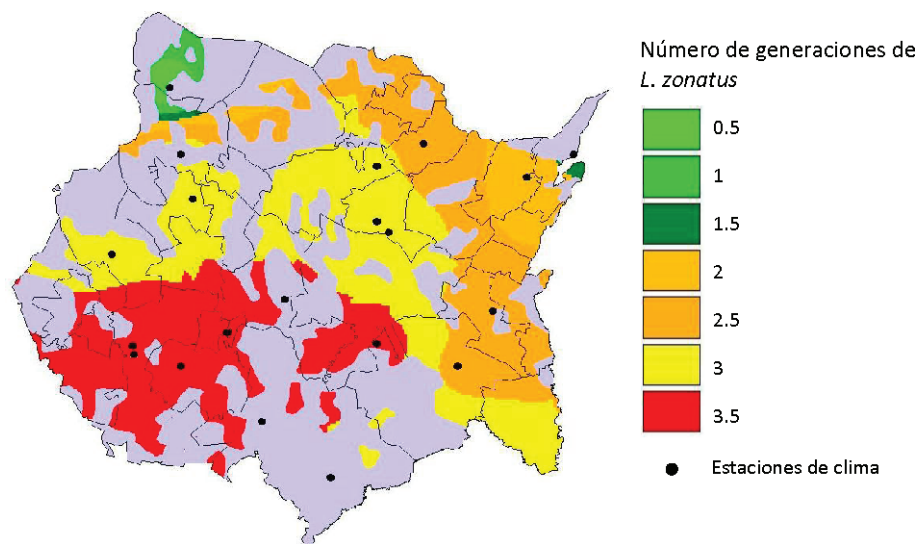 Número de generaciones de
L. zonatus
0.5
1
1.5
2
2.5
3
3.5
Estaciones de clima